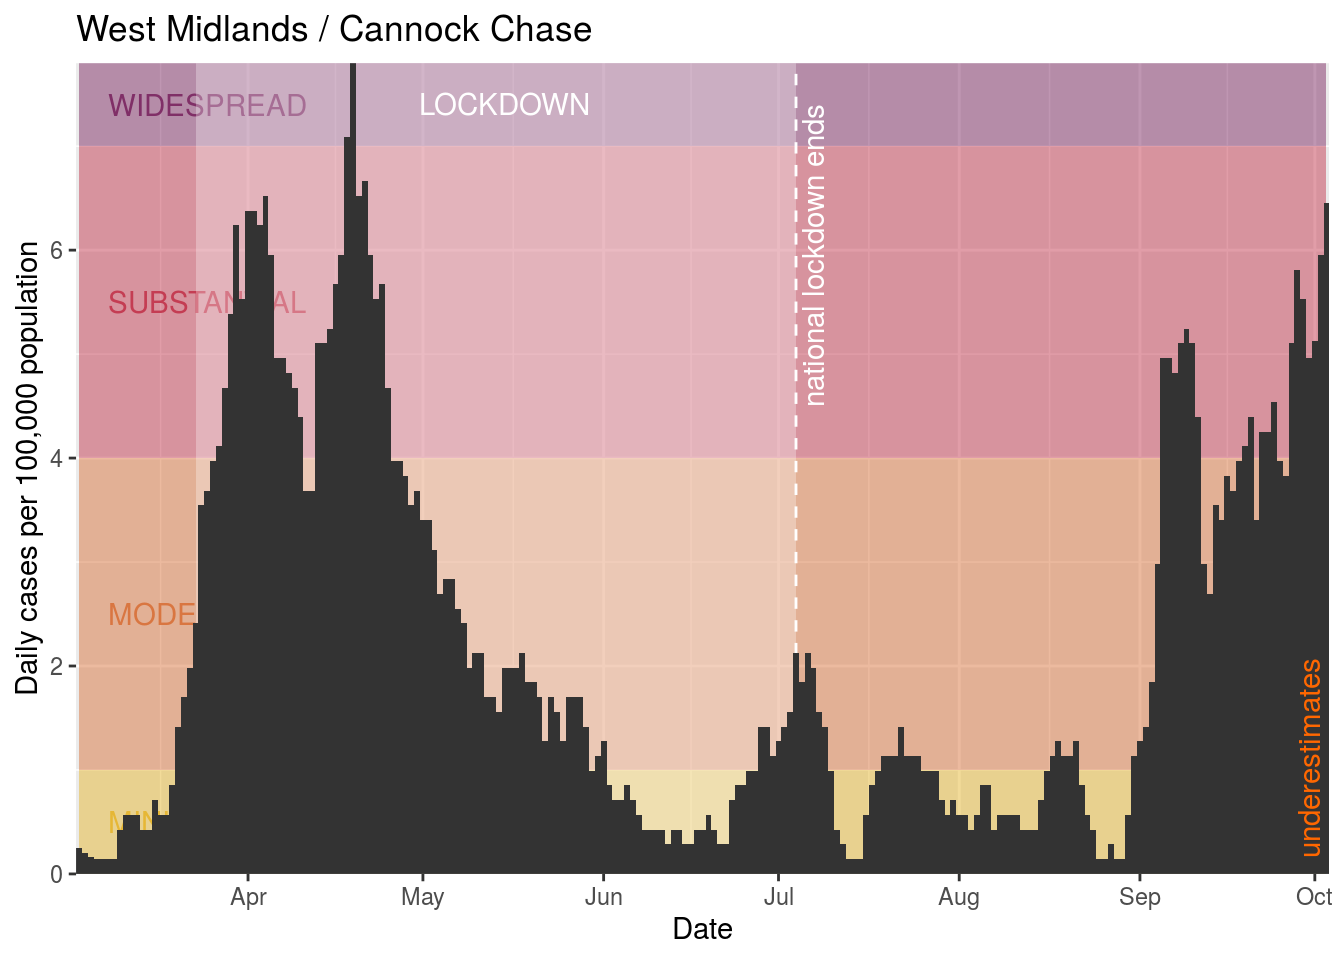 West Midlands / Cannock Chase
WIDESPREAD
LOCKDOWN
national lockdown ends
SUBSTANTIAL
MODE
MIN
underestimates
Daily cases per 100,000 population
6
4
2
0
Apr
May
Jun
Jul
Aug
Sep
Oct
Date